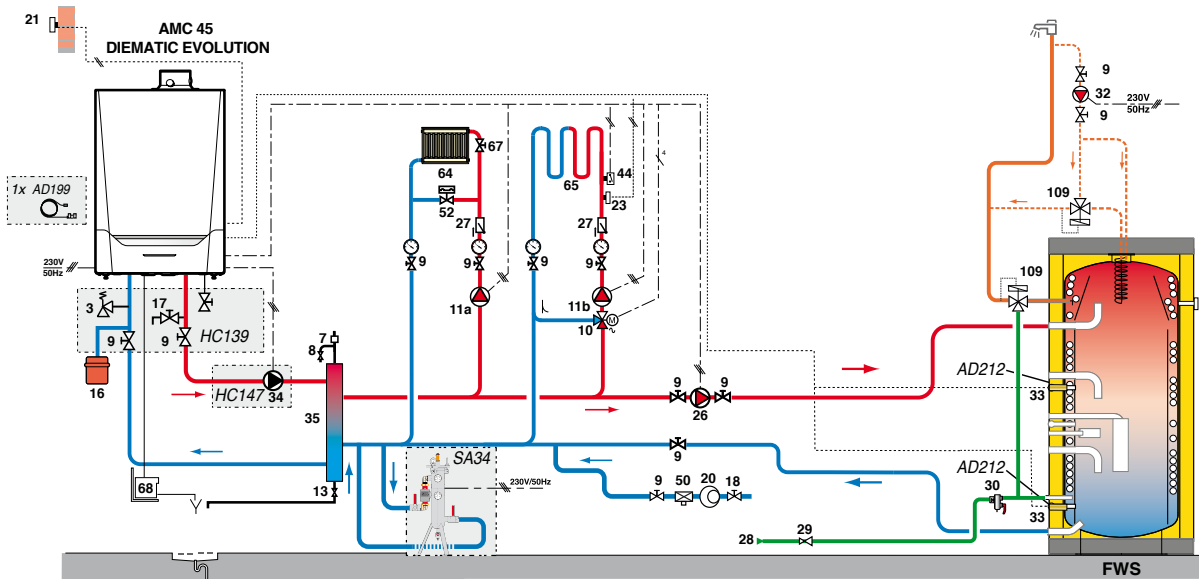 21
AMC 45
DIEMATIC EVOLUTION
1x AD199
230V
50Hz
3
17
9
9
HC139
16
HC147
34
7
8
35
13
68
64
67
52
27
9
9
11a
65
44
23
27
9
9
11b
10
M
4
9
26
9
9
SA34
230V/50Hz
9
50
20
18
28
29
30
9
32
9
230V
50Hz
109
109
AD212
33
AD212
33
FWS